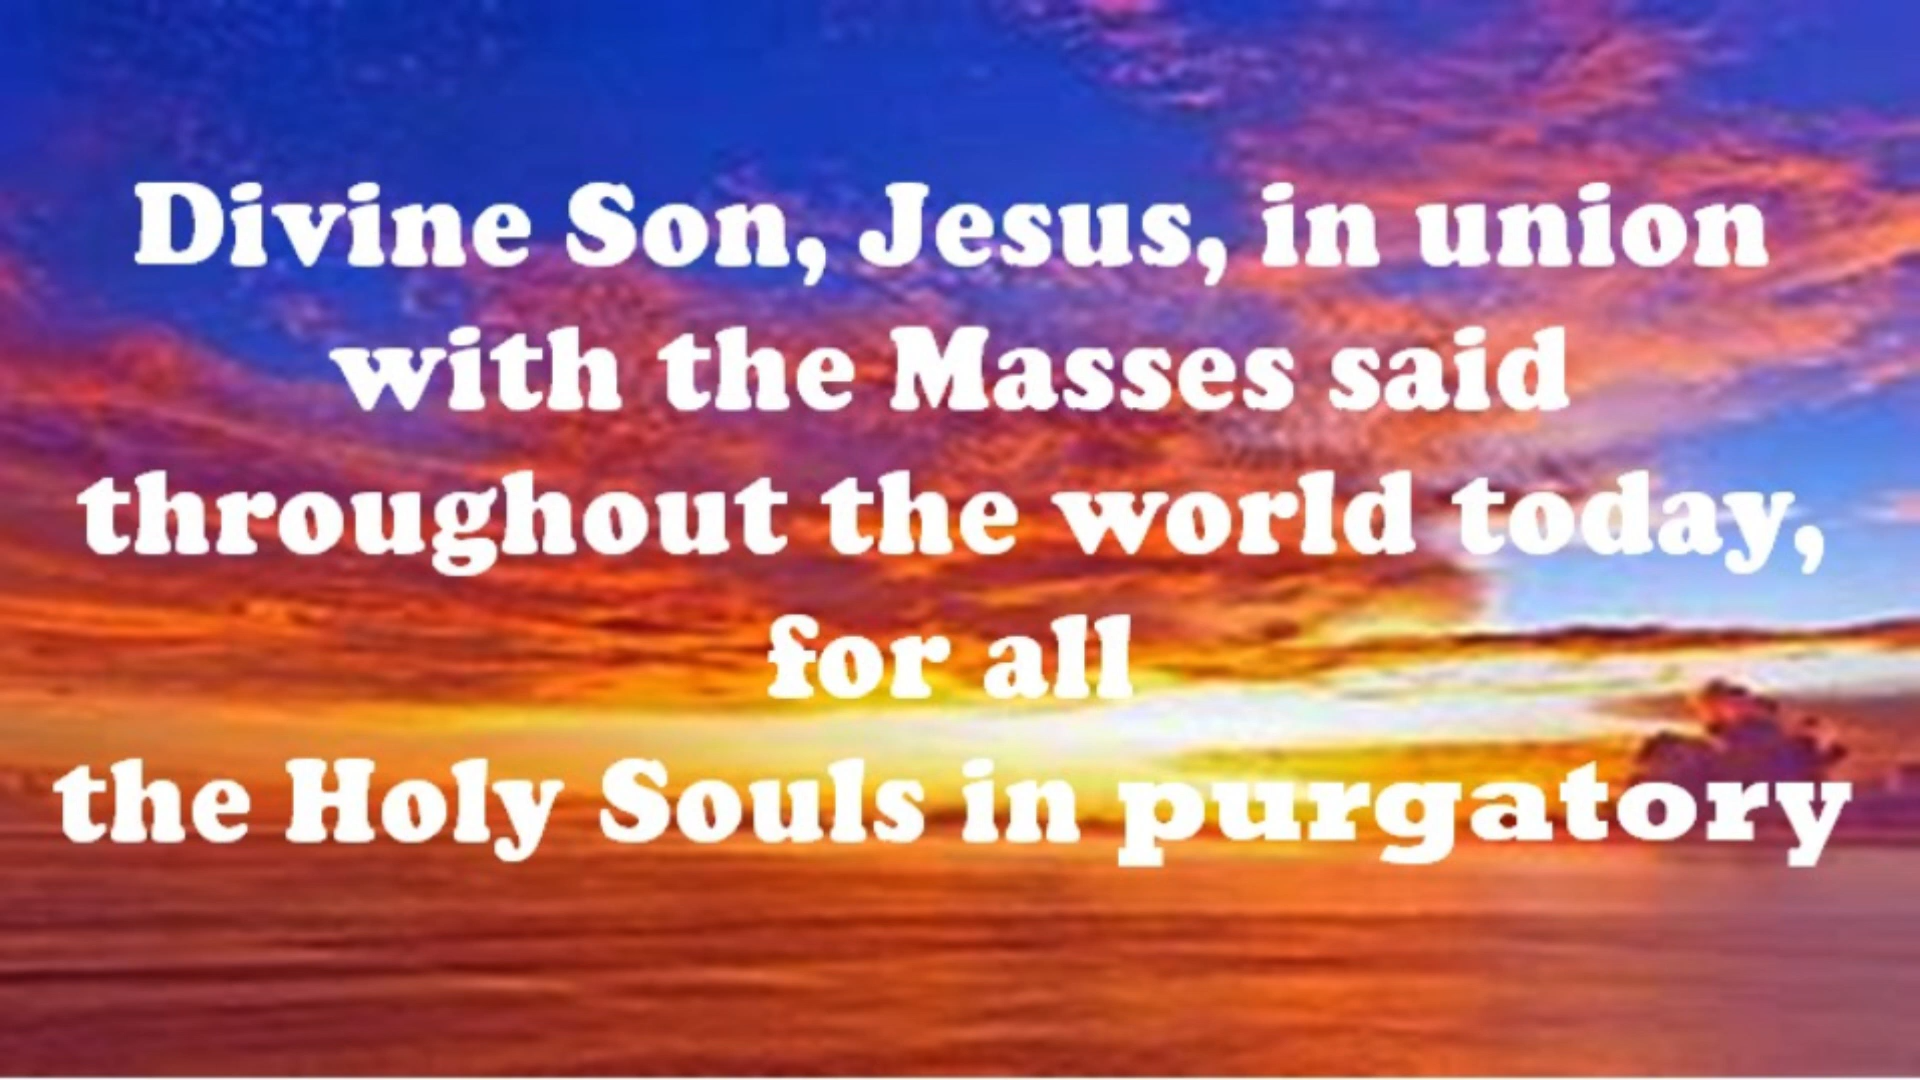 Divine Son, Jesus, in union
with the Masses said
throughout the world today,
for all
the Holy Souls in purgatory